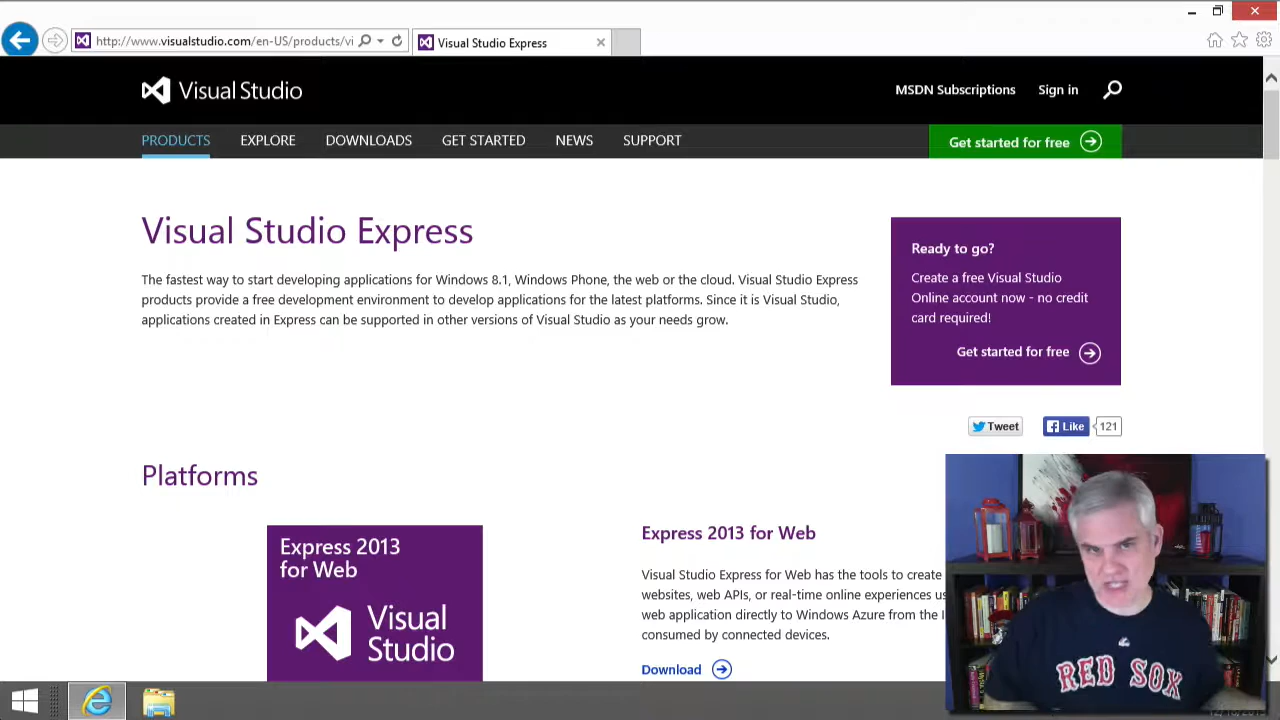 http://www.visualstudio.com/en-US/products/vi
Visual Studio Express
Visual Studio
MSDN Subscriptions
Sign in
PRODUCTS
EXPLORE
DOWNLOADS
GET STARTED
NEWS
SUPPORT
Get started for free
Visual Studio Express
The fastest way to start developing applications for Windows 8.1, Windows Phone, the web or the cloud. Visual Studio Express
products provide a free development environment to develop applications for the latest platforms. Since it is Visual Studio,
applications created in Express can be supported in other versions of Visual Studio as your needs grow.
Ready to go?
Create a free Visual Studio
Online account now - no credit
card required!
Get started for free
Tweet
Like
121
Platforms
Express 2013
for Web
Visual
Studio
Express 2013 for Web
Visual Studio Express for Web has the tools to create
websites, web APIs, or real-time online experiences us
web application directly to Windows Azure from the I
consumed by connected devices.
Download
RED SOX